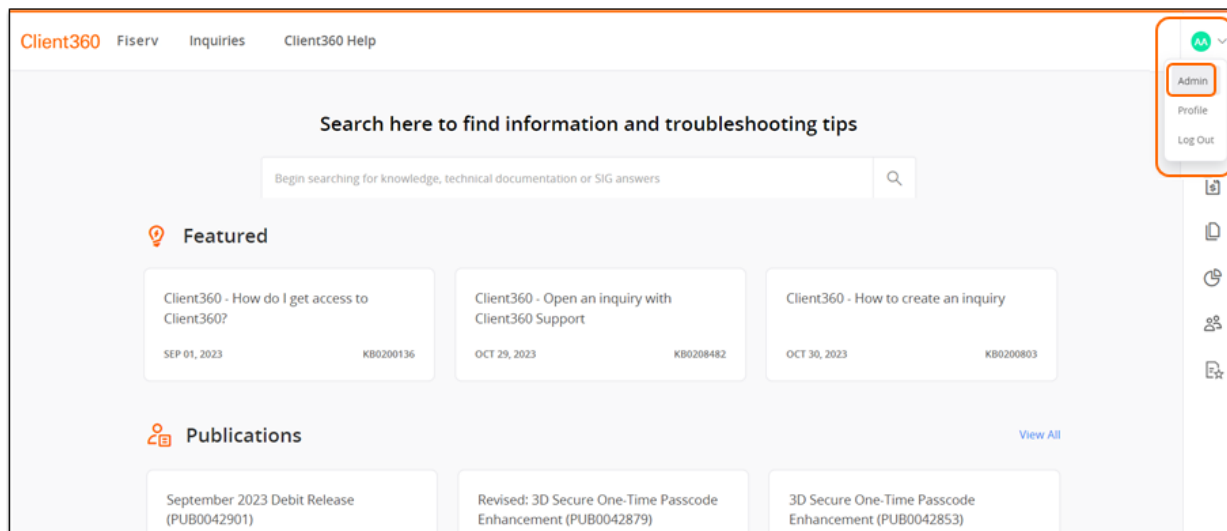 Client360 Fiserv Inquiries Client360 Help AA
Admin
Profile
Log Out
Search here to find information and troubleshooting tips
Begin searching for knowledge, technical documentation or SIG answers
Featured
Client360 - How do I get access to
Client360?
SEP 01, 2023 KB0200136
Client360 - Open an inquiry with
Client360 Support
OCT 29, 2023 KB0208482
Client360 - How to create an inquiry
OCT 30, 2023 KB0200803
Publications View All
September 2023 Debit Release
(PUB0042901)
Revised: 3D Secure One-Time Passcode
Enhancement (PUB0042879)
3D Secure One-Time Passcode
Enhancement (PUB0042853)